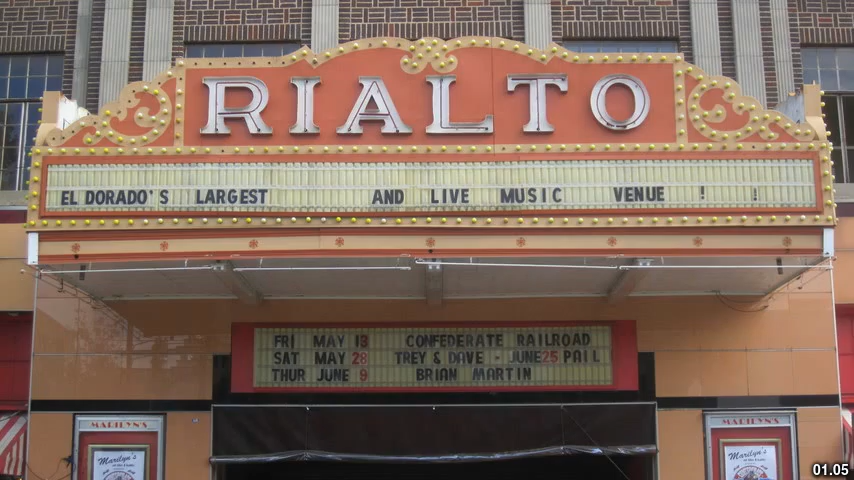 RIALTO
EL DORADO'S LARGEST AND LIVE MUSIC VENUE ! !
FRI MAY 13 CONFEDERATE RAILROAD
SAT MAY 28 TREY & DAVE - JUNE 25 PAIL
THUR JUNE 9 BRIAN MARTIN
MARILYN'S
MARILYN'S
Marilyn's
Marilyn's
01.05